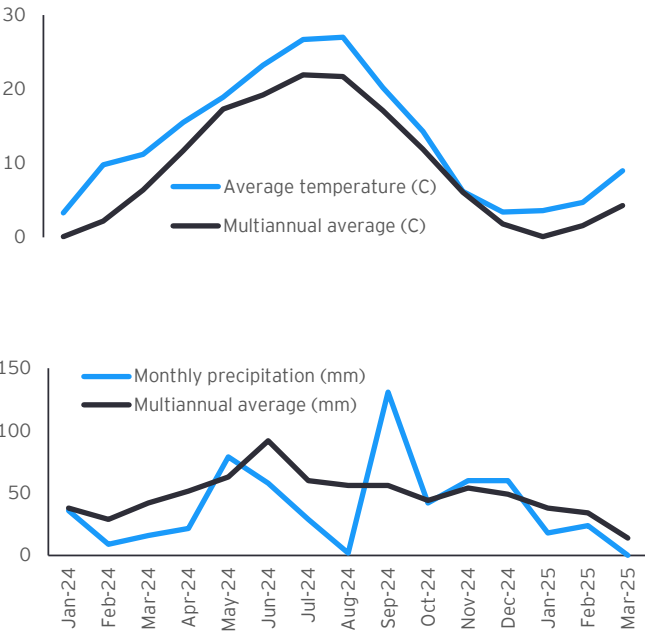 30
20
10
0
Average temperature (C)
Multiannual average (C)
150
100
50
0
Monthly precipitation (mm)
Multiannual average (mm)
Jan-24
Feb-24
Mar-24
Apr-24
May-24
Jun-24
Jul-24
Aug-24
Sep-24
Oct-24
Nov-24
Dec-24
Jan-25
Feb-25
Mar-25